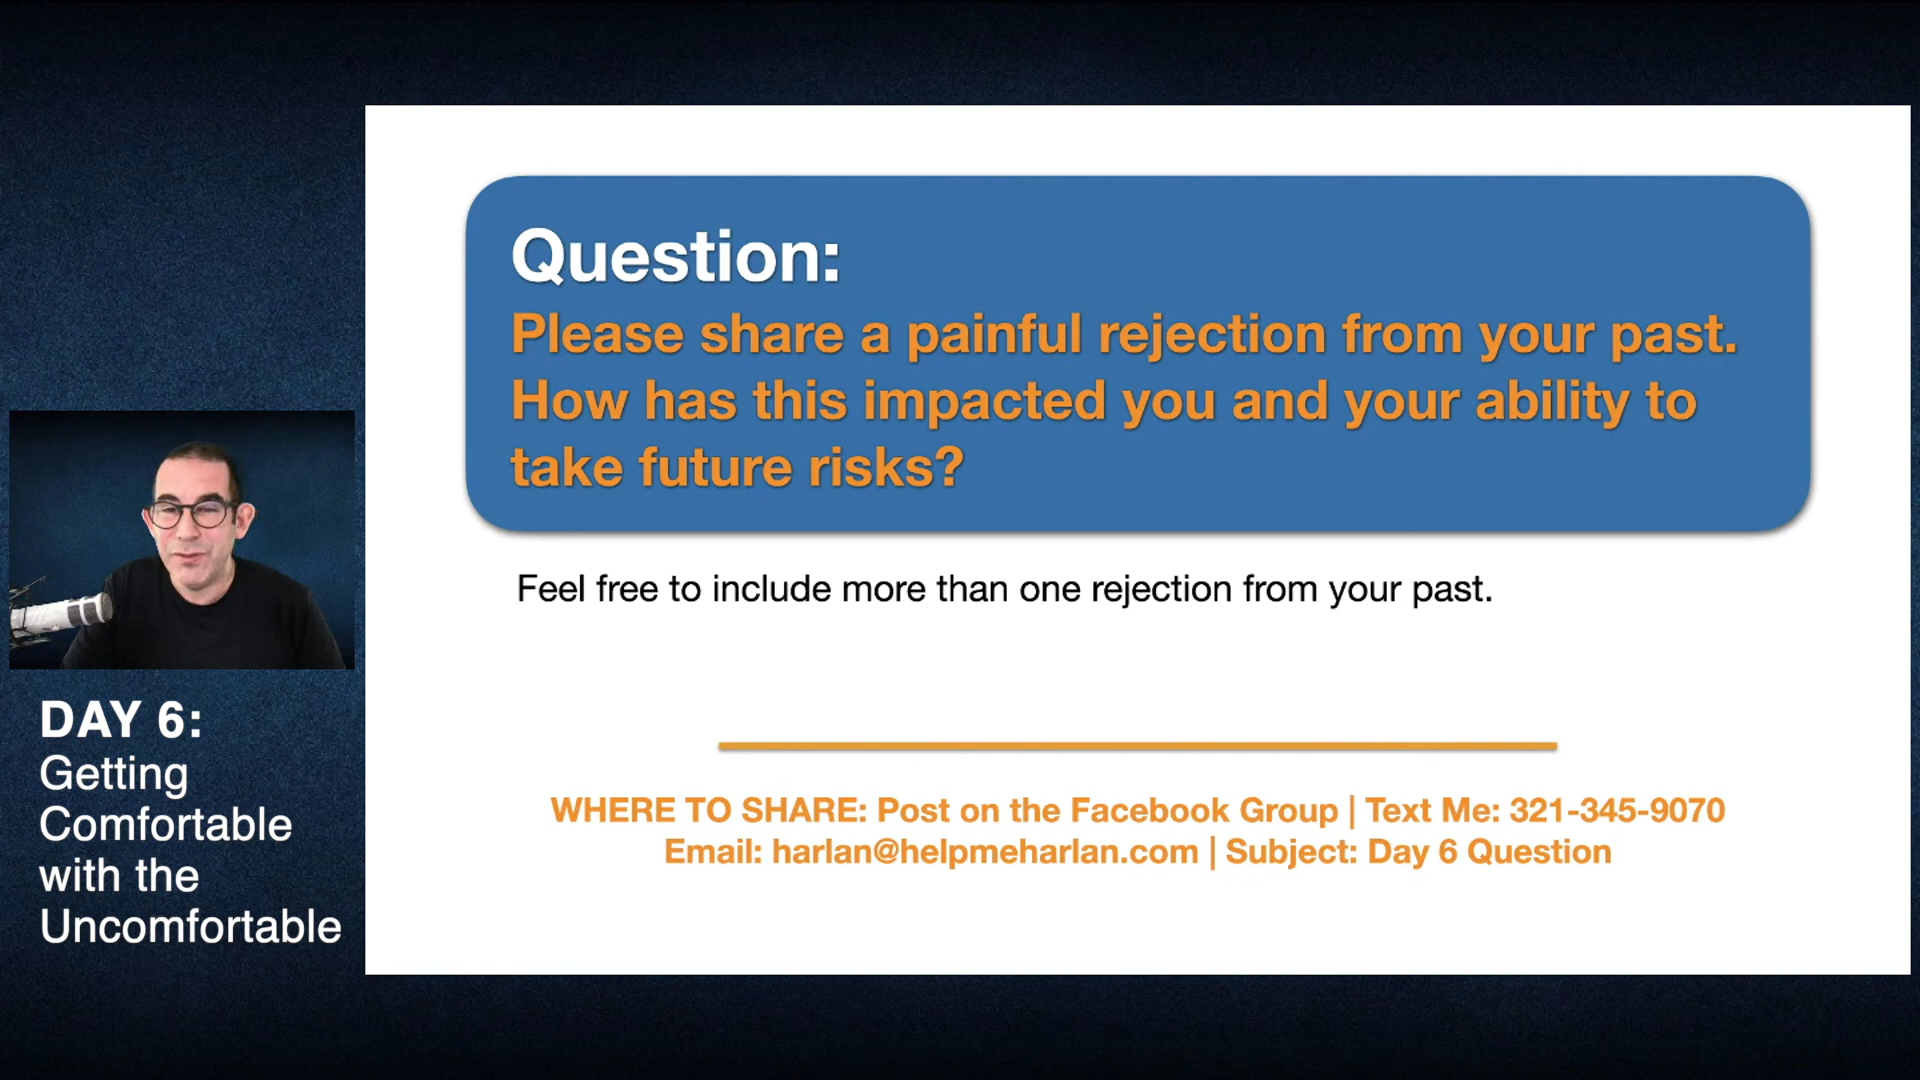 Question:
Please share a painful rejection from your past.
How has this impacted you and your ability to
take future risks?
Feel free to include more than one rejection from your past.
WHERE TO SHARE: Post on the Facebook Group | Text Me: 321-345-9070
Email: harlan@helpmeharlan.com | Subject: Day 6 Question
DAY 6:
Getting
Comfortable
with the
Uncomfortable